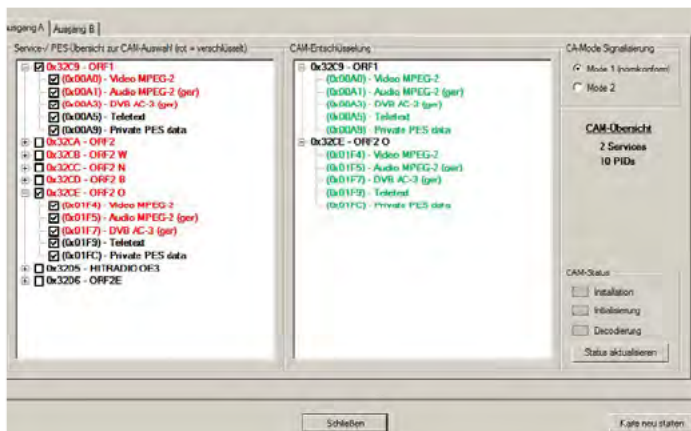 Ausgang A Ausgang B
Service-/ PES-Übersicht zur CAM-Auswahl (rot = verschlüsselt)
0x32C9 - ORF1
(0x00A0) - Video MPEG-2
(0x00A1) - Audio MPEG-2 (ger)
(0x00A3) - DVB AC-3 (ger)
(0x00A5) - Teletext
(0x00A9) - Private PES data
0x32CA - ORF2
0x32CB - ORF2 W
0x32CC - ORF2 N
0x32CD - ORF2 B
0x32CE - ORF2 O
(0x01F4) - Video MPEG-2
(0x01F5) - Audio MPEG-2 (ger)
(0x01F7) - DVB AC-3 (ger)
(0x01F9) - Teletext
(0x01FC) - Private PES data
0x32D5 - HITRADIO OE3
0x32D6 - ORF2E
CAM-Entschlüsselung
0x32C9 - ORF1
(0x00A0) - Video MPEG-2
(0x00A1) - Audio MPEG-2 (ger)
(0x00A3) - DVB AC-3 (ger)
(0x00A5) - Teletext
(0x00A9) - Private PES data
0x32CE - ORF2 O
(0x01F4) - Video MPEG-2
(0x01F5) - Audio MPEG-2 (ger)
(0x01F7) - DVB AC-3 (ger)
(0x01F9) - Teletext
(0x01FC) - Private PES data
CA-Mode Signalisierung
Mode 1 (normkonform)
Mode 2
CAM-Übersicht
2 Services
10 PIDs
CAM-Status
Installation
Initialisierung
Decodierung
Status aktualisieren
Schließen
Karte neu starten